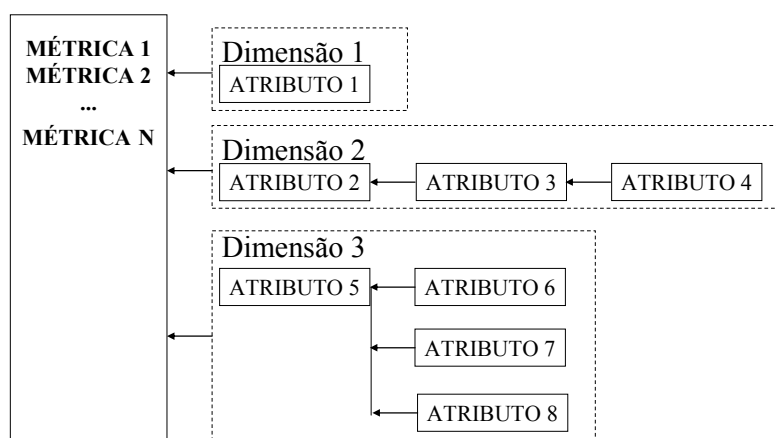 MÉTRICA 1
MÉTRICA 2
...
MÉTRICA N
Dimensão 1
ATRIBUTO 1
Dimensão 2
ATRIBUTO 2
ATRIBUTO 3
ATRIBUTO 4
Dimensão 3
ATRIBUTO 5
ATRIBUTO 6
ATRIBUTO 7
ATRIBUTO 8